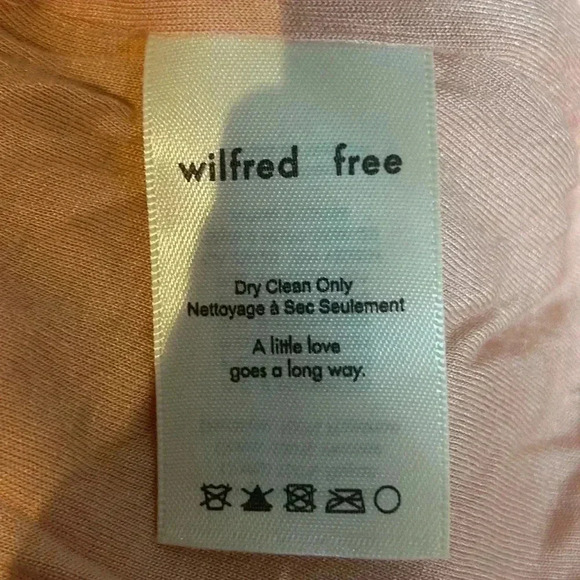 wilfred free
Dry Clean Only
Nettoyage à Sec Seulement
A little love
goes a long way.